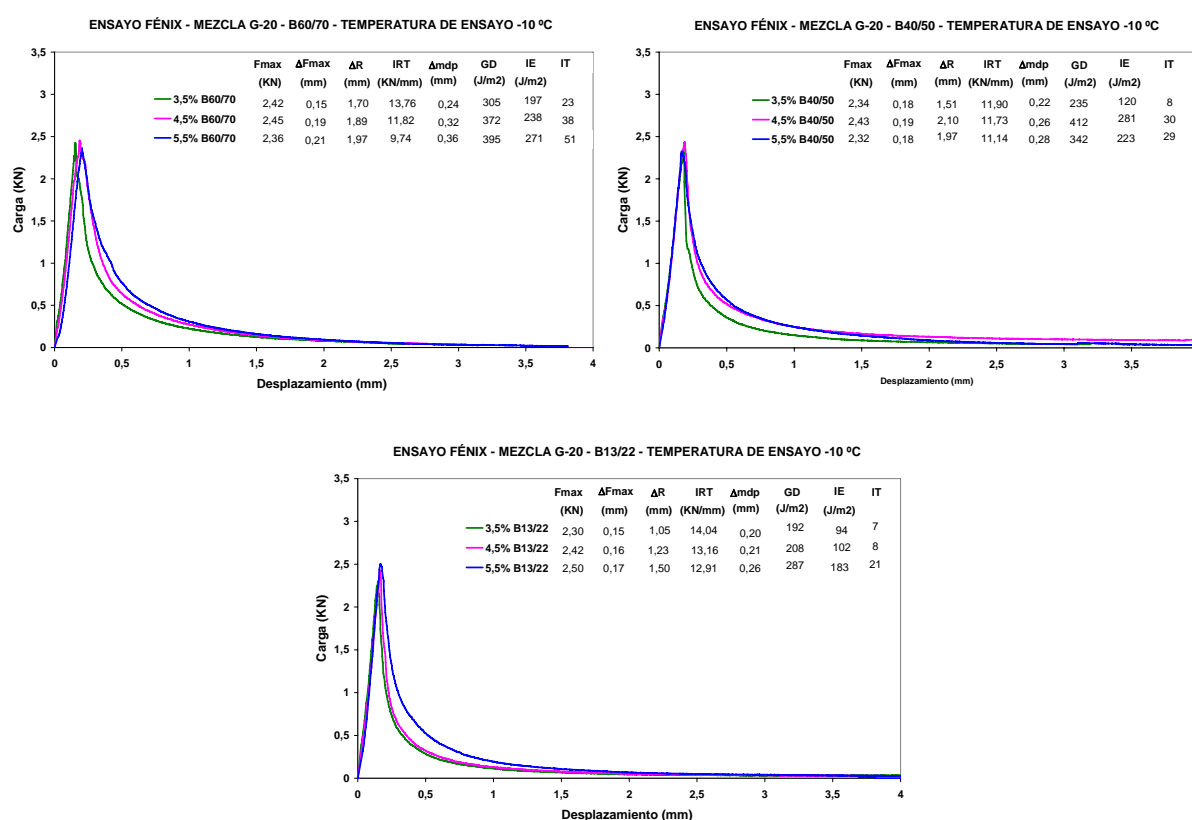 ENSAYO FÉNIX - MEZCLA G-20 - B60/70 - TEMPERATURA DE ENSAYO -10 ºC
Fmax ΔFmax ΔR IRT Δmdp GD IE IT
(KN) (mm) (mm) (KN/mm) (mm) (J/m2) (J/m2)
3,5% B60/70 2,42 0,15 1,70 13,76 0,24 305 197 23
4,5% B60/70 2,45 0,19 1,89 11,82 0,32 372 238 38
5,5% B60/70 2,36 0,21 1,97 9,74 0,36 395 271 51
3,5
3
2,5
2
1,5
1
0,5
0
Carga (KN)
0 0,5 1 1,5 2 2,5 3 3,5 4
Desplazamiento (mm)
ENSAYO FÉNIX - MEZCLA G-20 - B40/50 - TEMPERATURA DE ENSAYO -10 ºC
Fmax ΔFmax ΔR IRT Δmdp GD IE IT
(KN) (mm) (mm) (KN/mm) (mm) (J/m2) (J/m2)
3,5% B40/50 2,34 0,18 1,51 11,90 0,22 235 120 8
4,5% B40/50 2,43 0,19 2,10 11,73 0,26 412 281 30
5,5% B40/50 2,32 0,18 1,97 11,14 0,28 342 223 29
3,5
3
2,5
2
1,5
1
0,5
0
Carga (KN)
0 0,5 1 1,5 2 2,5 3 3,5
Desplazamiento (mm)
ENSAYO FÉNIX - MEZCLA G-20 - B13/22 - TEMPERATURA DE ENSAYO -10 ºC
Fmax ΔFmax ΔR IRT Δmdp GD IE IT
(KN) (mm) (mm) (KN/mm) (mm) (J/m2) (J/m2)
3,5% B13/22 2,30 0,15 1,05 14,04 0,20 192 94 7
4,5% B13/22 2,42 0,16 1,23 13,16 0,21 208 102 8
5,5% B13/22 2,50 0,17 1,50 12,91 0,26 287 183 21
3,5
3
2,5
2
1,5
1
0,5
0
Carga (KN)
0 0,5 1 1,5 2 2,5 3 3,5 4
Desplazamiento (mm)